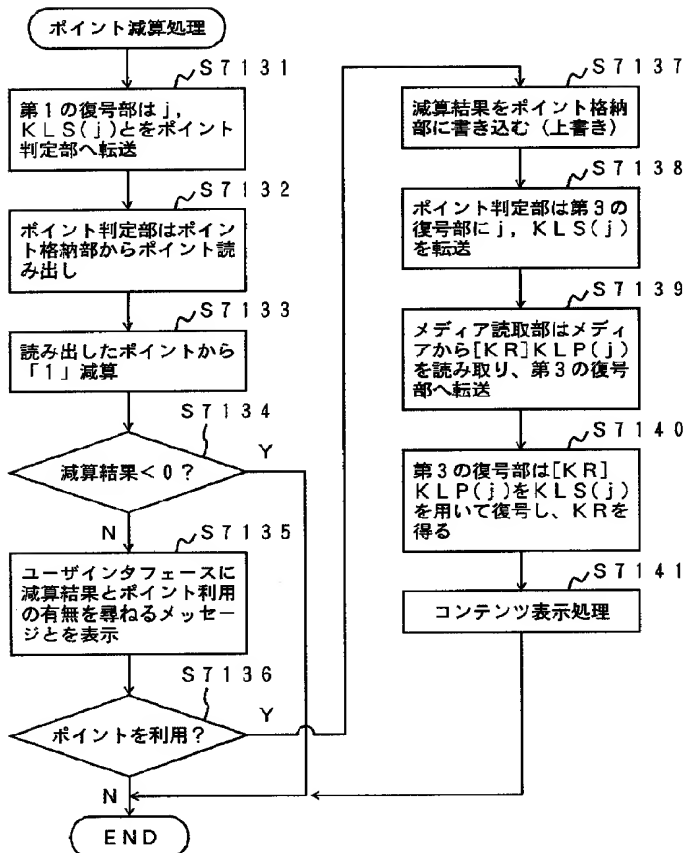 ポイント減算処理
S7131
第1の復号部はj,
KLS(j)とをポイント
判定部へ転送
S7132
ポイント判定部はポイン
ト格納部からポイント読
み出し
S7133
読み出したポイントから
「1」減算
S7134
減算結果<0?
Y
N
S7135
ユーザインタフェースに
減算結果とポイント利用
の有無を尋ねるメッセー
ジとを表示
S7136
ポイントを利用?
Y
N
END
S7137
減算結果をポイント格納
部に書き込む(上書き)
S7138
ポイント判定部は第3の
復号部にj,KLS(j)
を転送
S7139
メディア読取部はメディ
アから[KR]KLP(j)
を読み取り、第3の復号
部へ転送
S7140
第3の復号部は[KR]
KLP(j)をKLS(j)
を用いて復号し、KRを
得る
S7141
コンテンツ表示処理